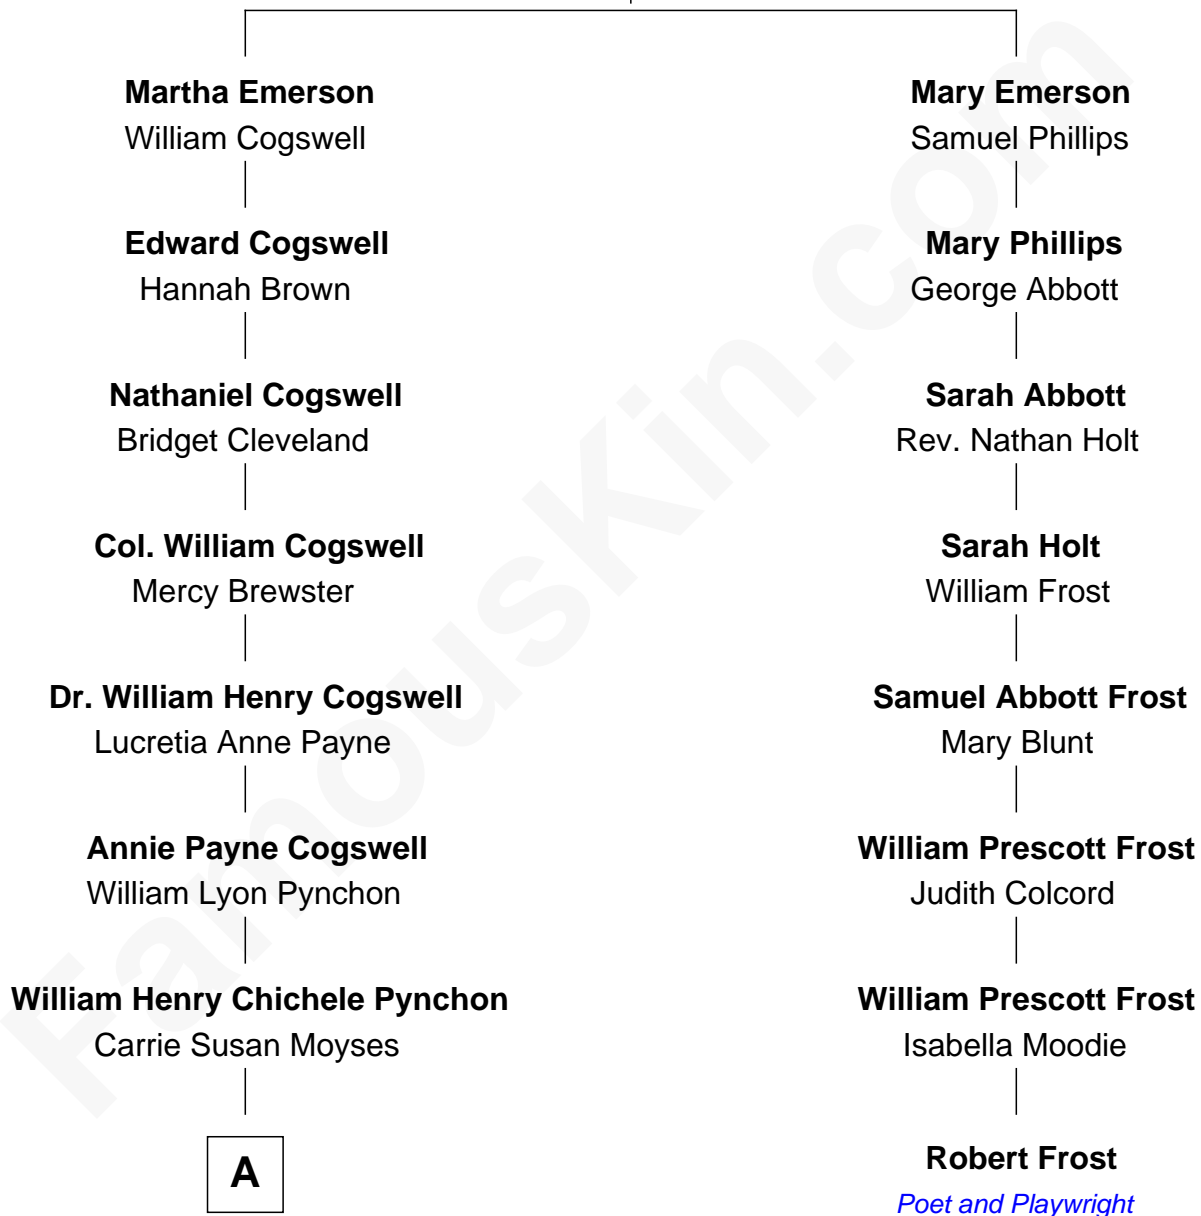 Martha Emerson
William Cogswell
Edward Cogswell
Hannah Brown
Nathaniel Cogswell
Bridget Cleveland
Col. William Cogswell
Mercy Brewster
Dr. William Henry Cogswell
Lucretia Anne Payne
Annie Payne Cogswell
William Lyon Pynchon
William Henry Chichele Pynchon
Carrie Susan Moyses
A
Mary Emerson
Samuel Phillips
Mary Phillips
George Abbott
Sarah Abbott
Rev. Nathan Holt
Sarah Holt
William Frost
Samuel Abbott Frost
Mary Blunt
William Prescott Frost
Judith Colcord
William Prescott Frost
Isabella Moodie
Robert Frost
Poet and Playwright
FamousKin.com